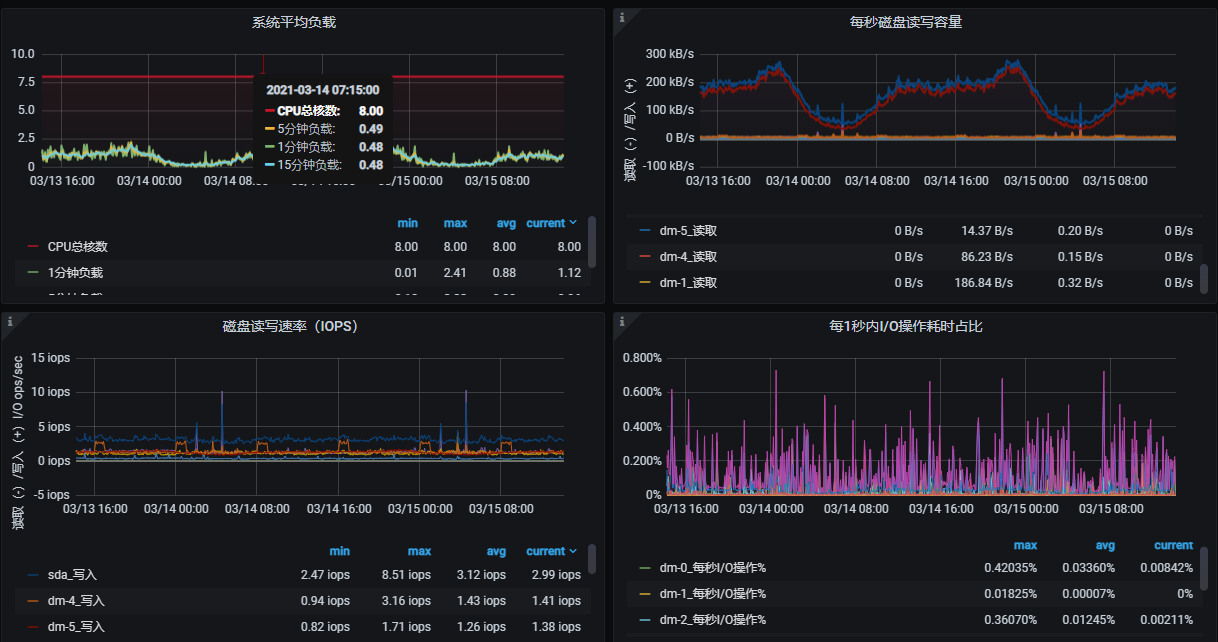 系统平均负载
10.0
7.5
5.0
2.5
0
2021-03-14 07:15:00
CPU总核数: 8.00
5分钟负载: 0.49
1分钟负载: 0.48
15分钟负载: 0.48
03/13 16:00 03/14 00:00 03/14 08: /15 00:00 03/15 08:00
min max avg current
CPU总核数 8.00 8.00 8.00 8.00
1分钟负载 0.01 2.41 0.88 1.12
每秒磁盘读写容量
读取 (-) / 写入 (+)
300 kB/s
200 kB/s
100 kB/s
0 B/s
-100 kB/s
03/13 16:00 03/14 00:00 03/14 08:00 03/14 16:00 03/15 00:00 03/15 08:00
dm-5_读取 0 B/s 14.37 B/s 0.20 B/s 0 B/s
dm-4_读取 0 B/s 86.23 B/s 0.15 B/s 0 B/s
dm-1_读取 0 B/s 186.84 B/s 0.32 B/s 0 B/s
磁盘读写速率（IOPS）
读取 (-) / 写入 (+) I/O ops/sec
15 iops
10 iops
5 iops
0 iops
-5 iops
03/13 16:00 03/14 00:00 03/14 08:00 03/14 16:00 03/15 00:00 03/15 08:00
min max avg current
sda_写入 2.47 iops 8.51 iops 3.12 iops 2.99 iops
dm-4_写入 0.94 iops 3.16 iops 1.43 iops 1.41 iops
dm-5_写入 0.82 iops 1.71 iops 1.26 iops 1.38 iops
每1秒内I/O操作耗时占比
0.800%
0.600%
0.400%
0.200%
0%
03/13 16:00 03/14 00:00 03/14 08:00 03/14 16:00 03/15 00:00 03/15 08:00
max avg current
dm-0_每秒I/O操作% 0.42035% 0.03360% 0.00842%
dm-1_每秒I/O操作% 0.01825% 0.00007% 0%
dm-2_每秒I/O操作% 0.36070% 0.01245% 0.00211%